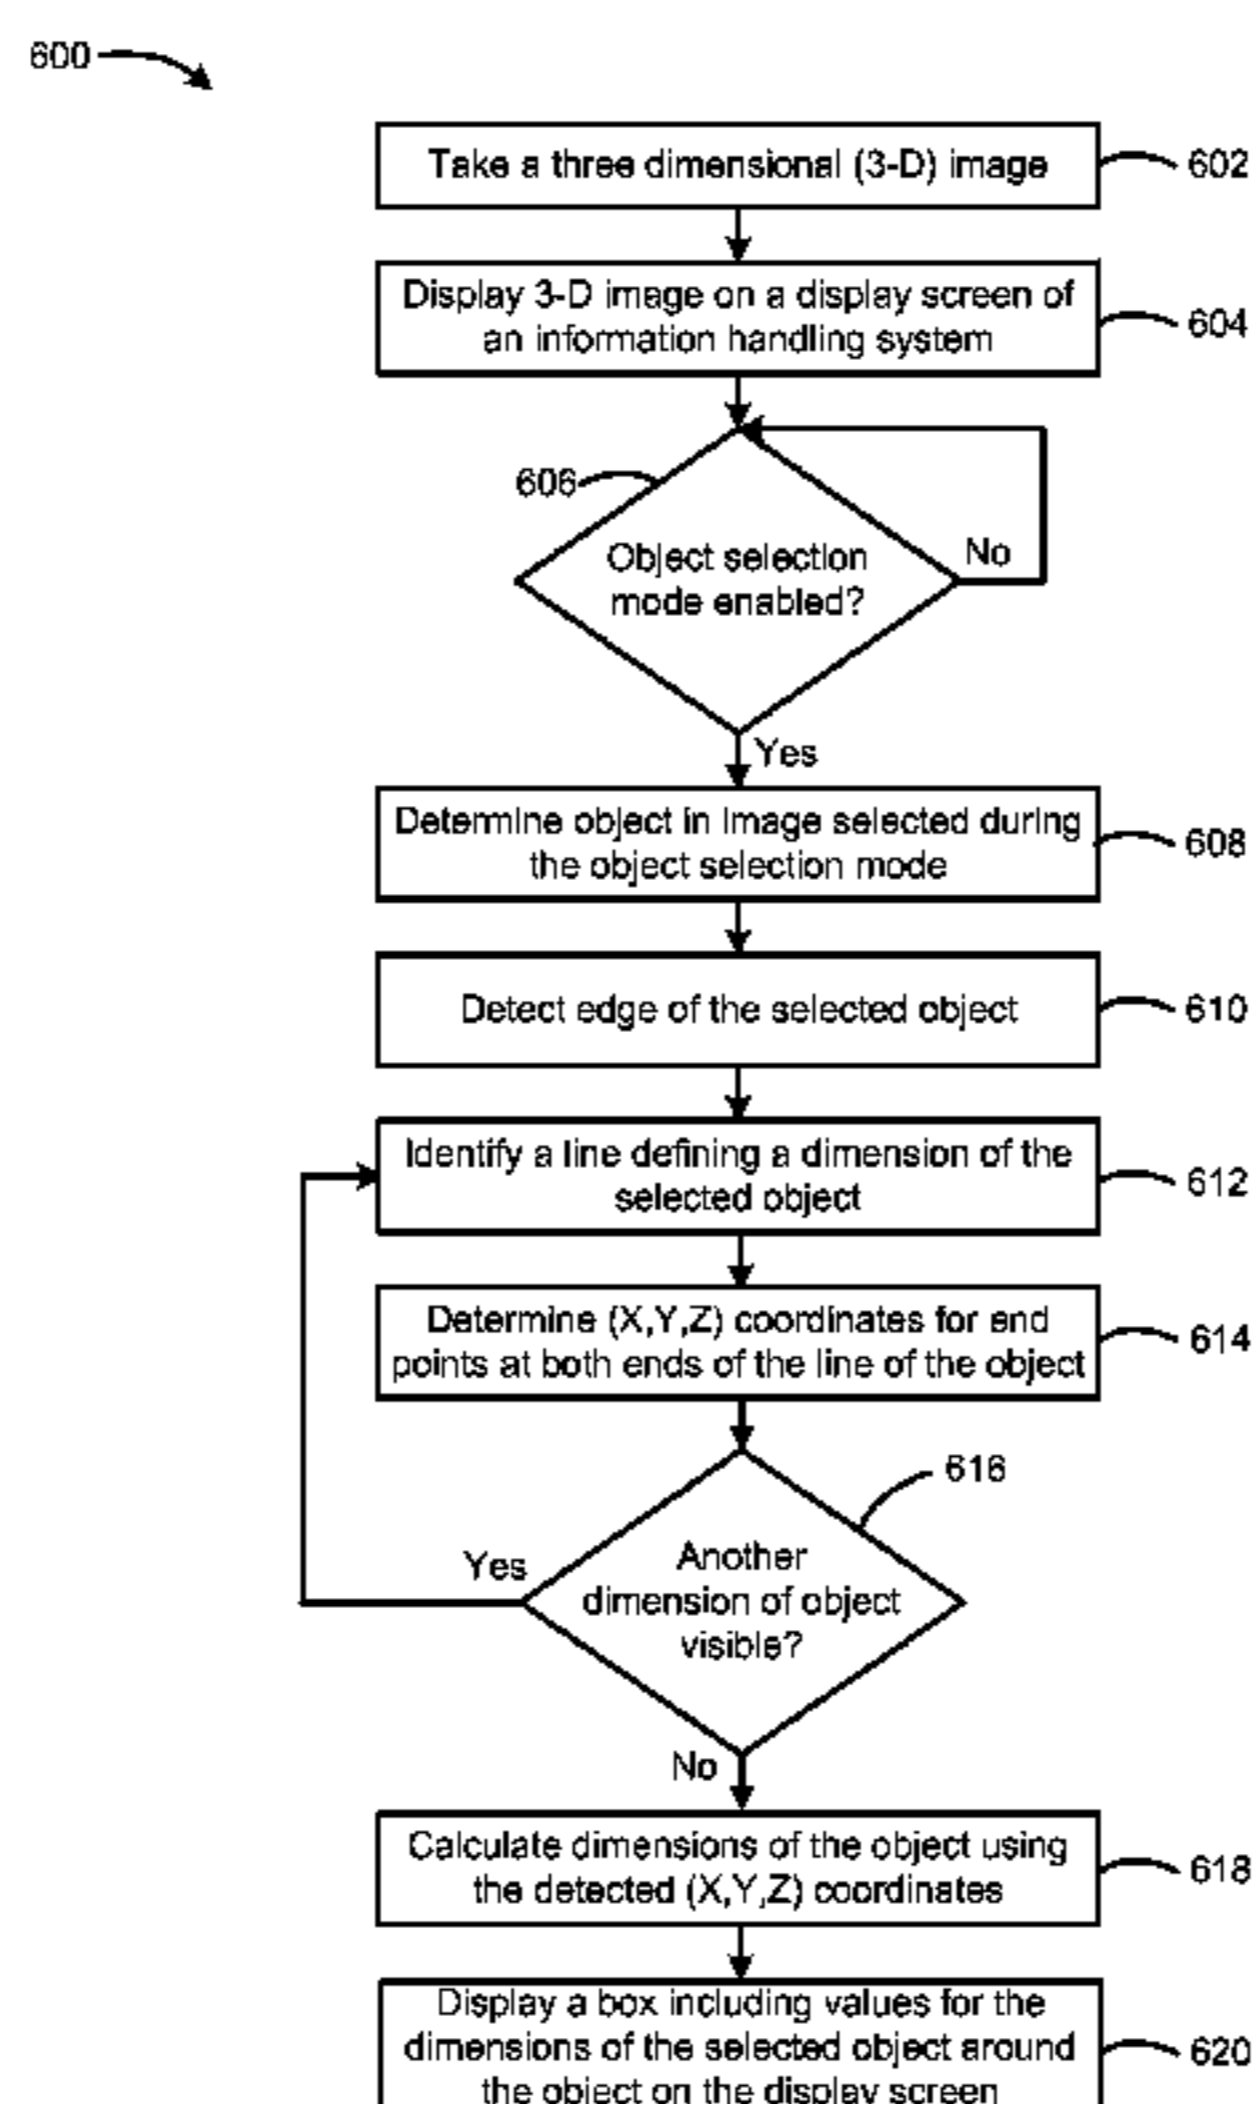 600
Take a three dimensional (3-D) image
602
Display 3-D image on a display screen of
an information handling system
604
606
Object selection
mode enabled?
No
Yes
Determine object in image selected during
the object selection mode
608
Detect edge of the selected object
610
Identify a line defining a dimension of the
selected object
612
Determine (X,Y,Z) coordinates for end
points at both ends of the line of the object
614
616
Another
dimension of object
visible?
Yes
No
Calculate dimensions of the object using
the detected (X,Y,Z) coordinates
618
Display a box including values for the
dimensions of the selected object around
the object on the display screen
620